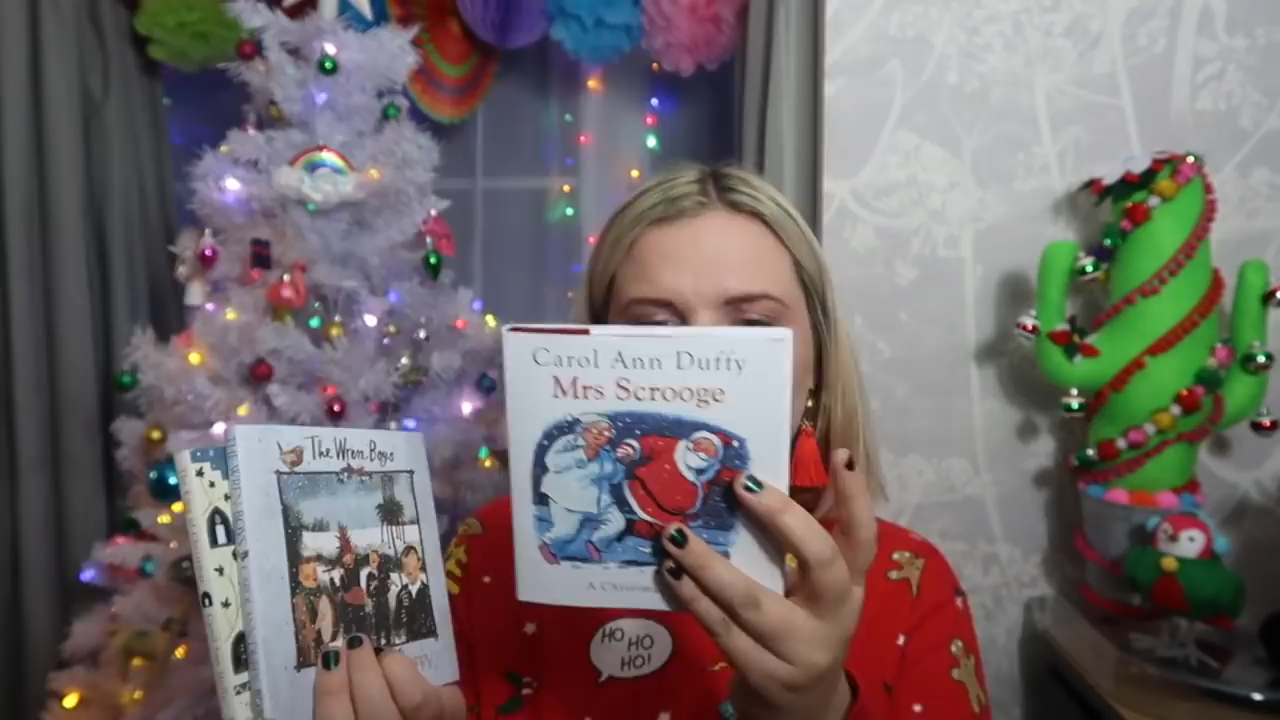 Carol Ann Duffy
Mrs Scrooge
A
The Wren Boys
HO
HO
HO!